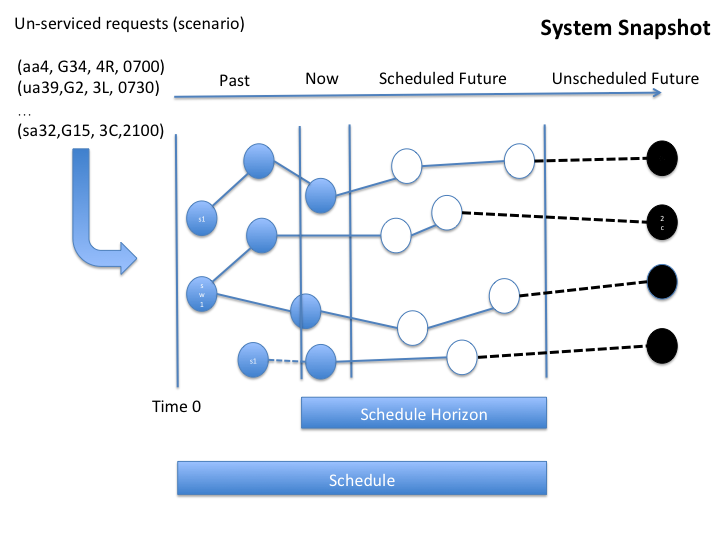 Un-serviced requests (scenario)
System Snapshot
(aa4, G34, 4R, 0700)
(ua39,G2, 3L, 0730)
...
(sa32,G15, 3C,2100)
Past
Now
Scheduled Future
Unscheduled Future
s1
2
c
s
w
1
s1
Time 0
Schedule Horizon
Schedule